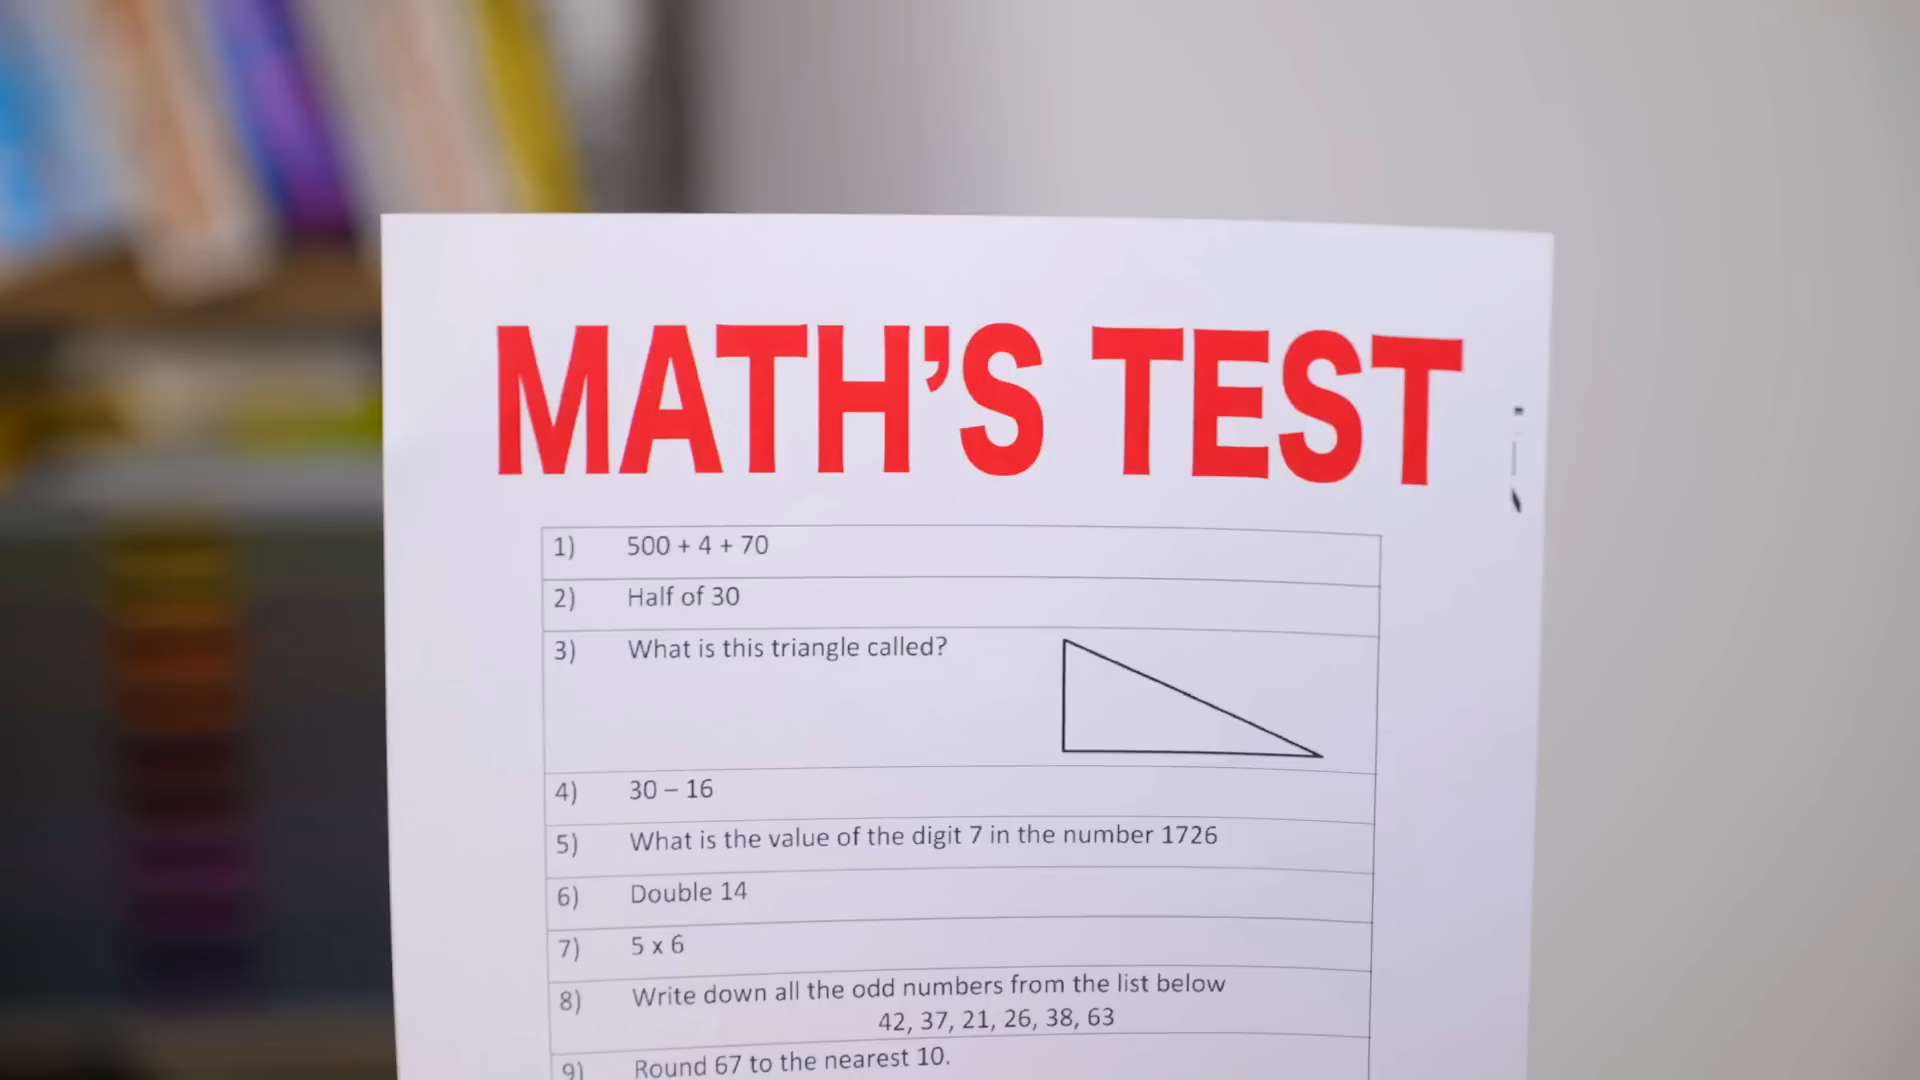 MATH’S TEST
1) 500 + 4 + 70
2) Half of 30
3) What is this triangle called?
4) 30 – 16
5) What is the value of the digit 7 in the number 1726
6) Double 14
7) 5 x 6
8) Write down all the odd numbers from the list below
42, 37, 21, 26, 38, 63
9) Round 67 to the nearest 10.